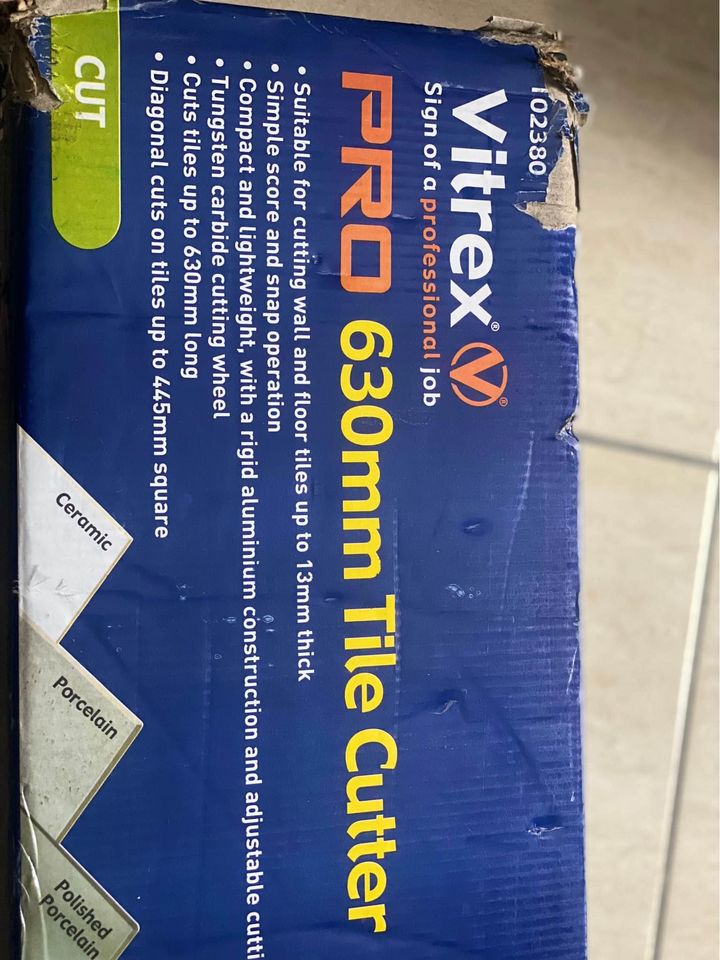 102380
Vitrex®
Sign of a professional job
PRO 630mm Tile Cutter
• Suitable for cutting wall and floor tiles up to 13mm thick
• Simple score and snap operation
• Compact and lightweight, with a rigid aluminium construction and adjustable cutti
• Tungsten carbide cutting wheel
• Cuts tiles up to 630mm long
• Diagonal cuts on tiles up to 445mm square
CUT
Ceramic
Porcelain
Polished
Porcelain